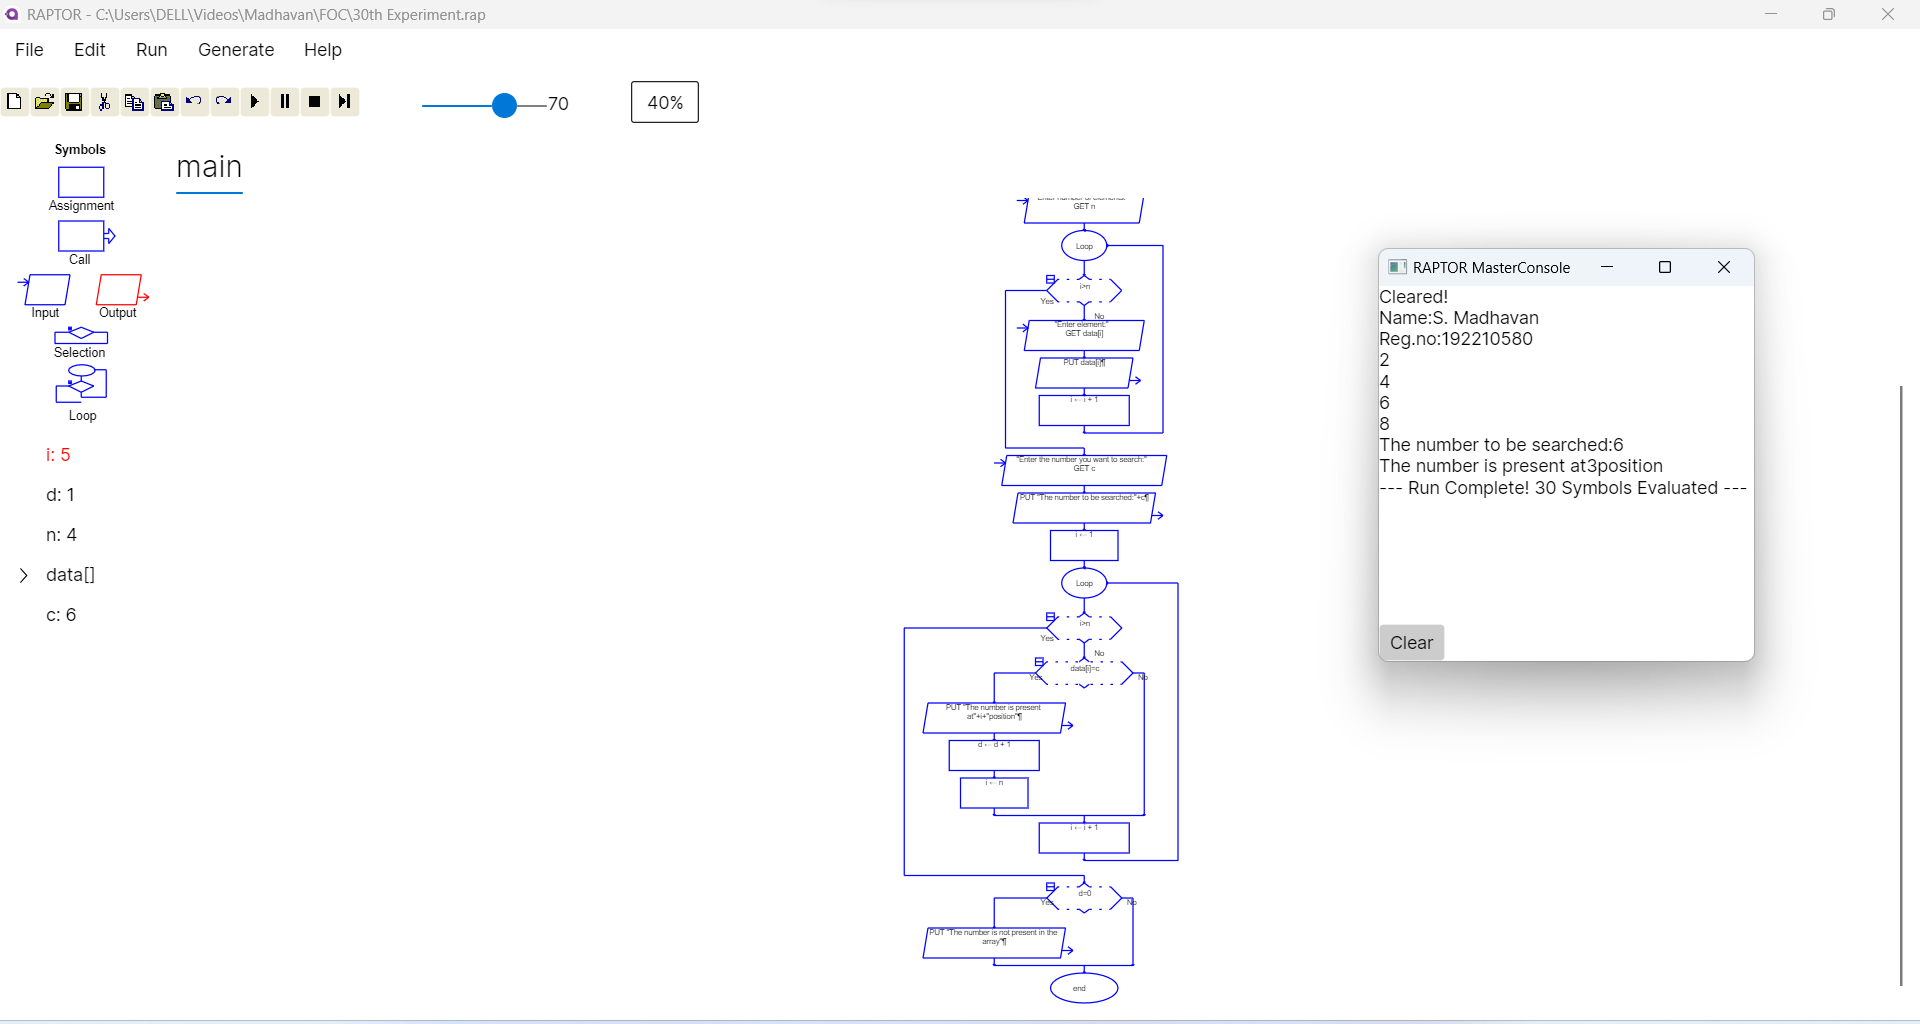 RAPTOR - C:\Users\DELL\Videos\Madhavan\FOC\30th Experiment.rap
File Edit Run Generate Help
70
40%
Symbols
Assignment
Call
Input Output
Selection
Loop
i: 5
d: 1
n: 4
data[]
c: 6
main
GET n
Loop
i>n
Yes
No
"Enter element:"
GET data[i]
PUT data[i]¶
i ← i + 1
"Enter the number you want to search:"
GET c
PUT "The number to be searched:"+c¶
i ← 1
Loop
i>n
Yes
No
data[i]=c
Yes No
PUT "The number is present
at"+i+"position"¶
d ← d + 1
i ← n
i ← i + 1
d=0
Yes No
PUT "The number is not present in the
array"¶
end
RAPTOR MasterConsole
Cleared!
Name:S. Madhavan
Reg.no:192210580
2
4
6
8
The number to be searched:6
The number is present at3position
--- Run Complete! 30 Symbols Evaluated ---
Clear